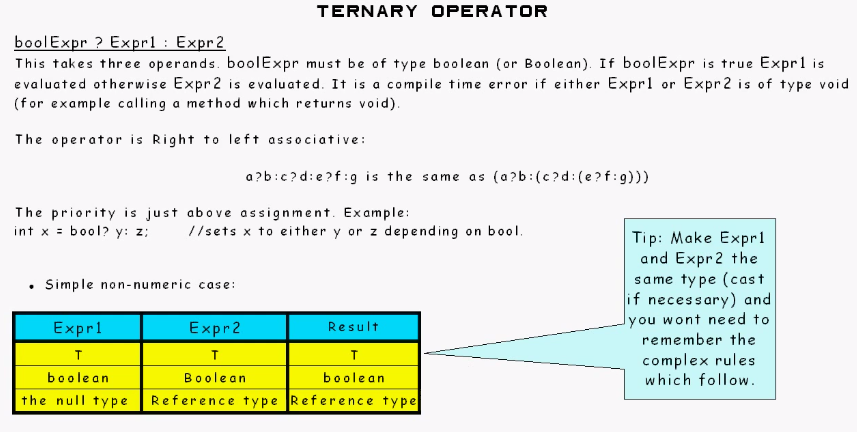 TERNARY OPERATOR
boolExpr ? Expr1 : Expr2
This takes three operands. boolExpr must be of type boolean (or Boolean). If boolExpr is true Expr1 is
evaluated otherwise Expr2 is evaluated. It is a compile time error if either Expr1 or Expr2 is of type void
(for example calling a method which returns void).
The operator is Right to left associative:
a?b:c?d:e?f:g is the same as (a?b:(c?d:(e?f:g)))
The priority is just above assignment. Example:
int x = bool? y: z; //sets x to either y or z depending on bool.
• Simple non-numeric case:
Expr1 Expr2 Result
T T T
boolean Boolean boolean
the null type Reference type Reference type
Tip: Make Expr1
and Expr2 the
same type (cast
if necessary) and
you wont need to
remember the
complex rules
which follow.